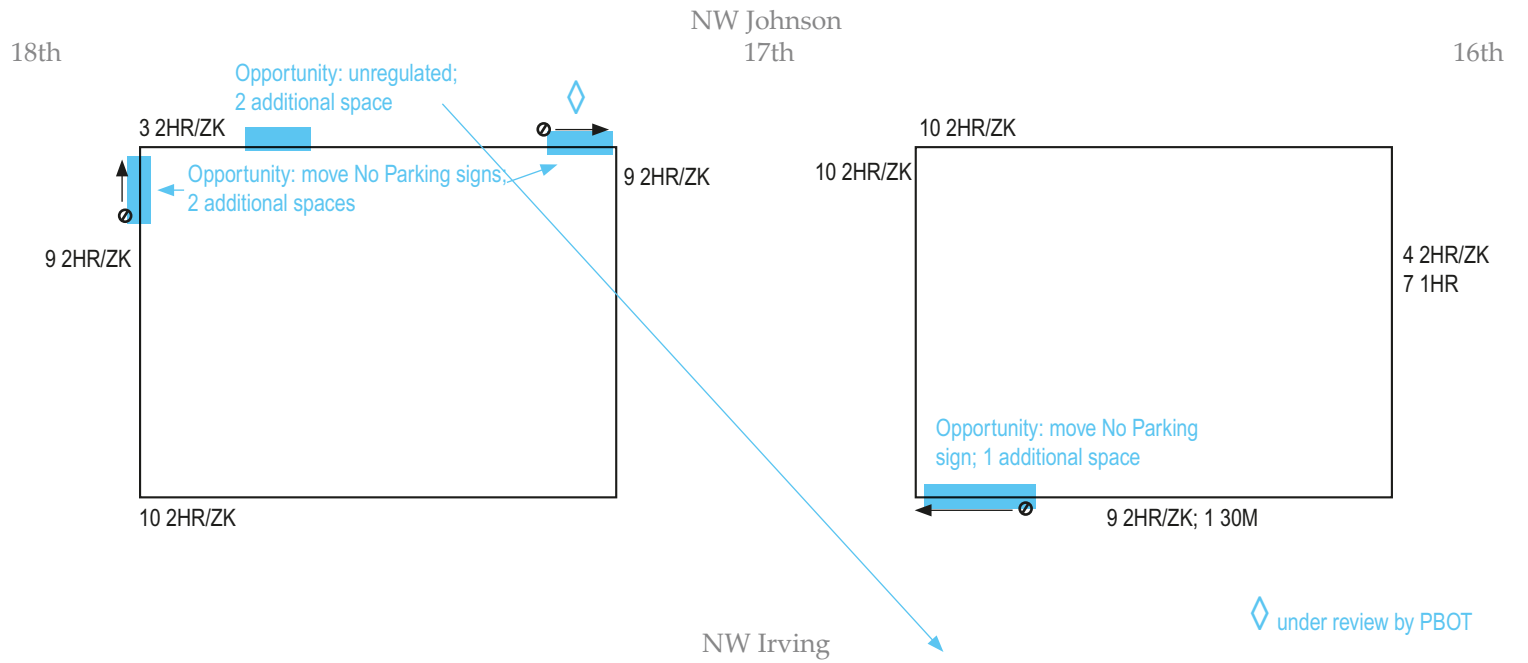 NW Johnson
18th
17th
16th
Opportunity: unregulated;
2 additional space
3 2HR/ZK
10 2HR/ZK
Opportunity: move No Parking signs;
2 additional spaces
9 2HR/ZK
10 2HR/ZK
9 2HR/ZK
4 2HR/ZK
7 1HR
Opportunity: move No Parking
sign; 1 additional space
10 2HR/ZK
9 2HR/ZK; 1 30M
under review by PBOT
NW Irving